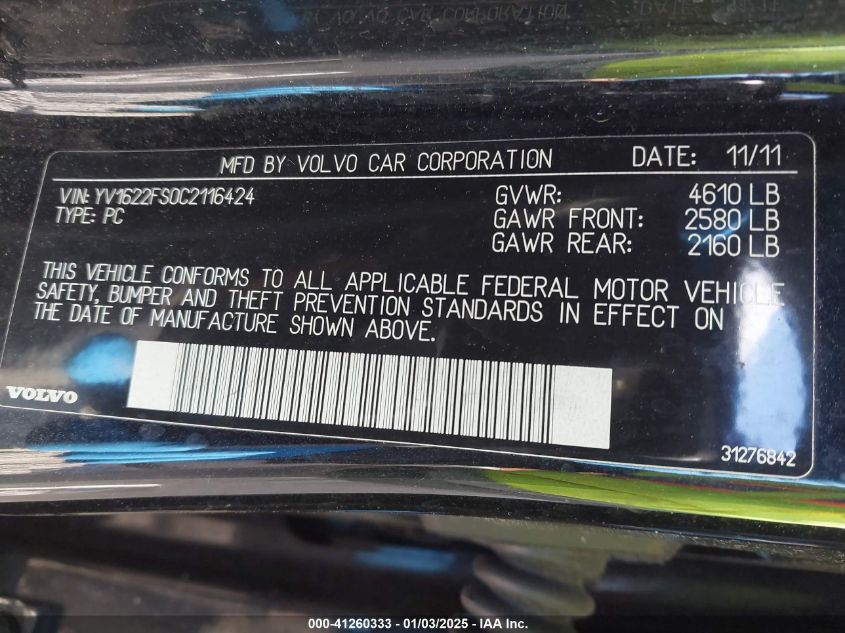 MFD BY VOLVO CAR CORPORATION DATE: 11/11
VIN: YV1622FS0C2116424 GVWR: 4610 LB
TYPE: PC GAWR FRONT: 2580 LB
GAWR REAR: 2160 LB
THIS VEHICLE CONFORMS TO ALL APPLICABLE FEDERAL MOTOR VEHICLE
SAFETY, BUMPER AND THEFT PREVENTION STANDARDS IN EFFECT ON
THE DATE OF MANUFACTURE SHOWN ABOVE.
VOLVO
31276842
000-41260333 - 01/03/2025 - IAA Inc.